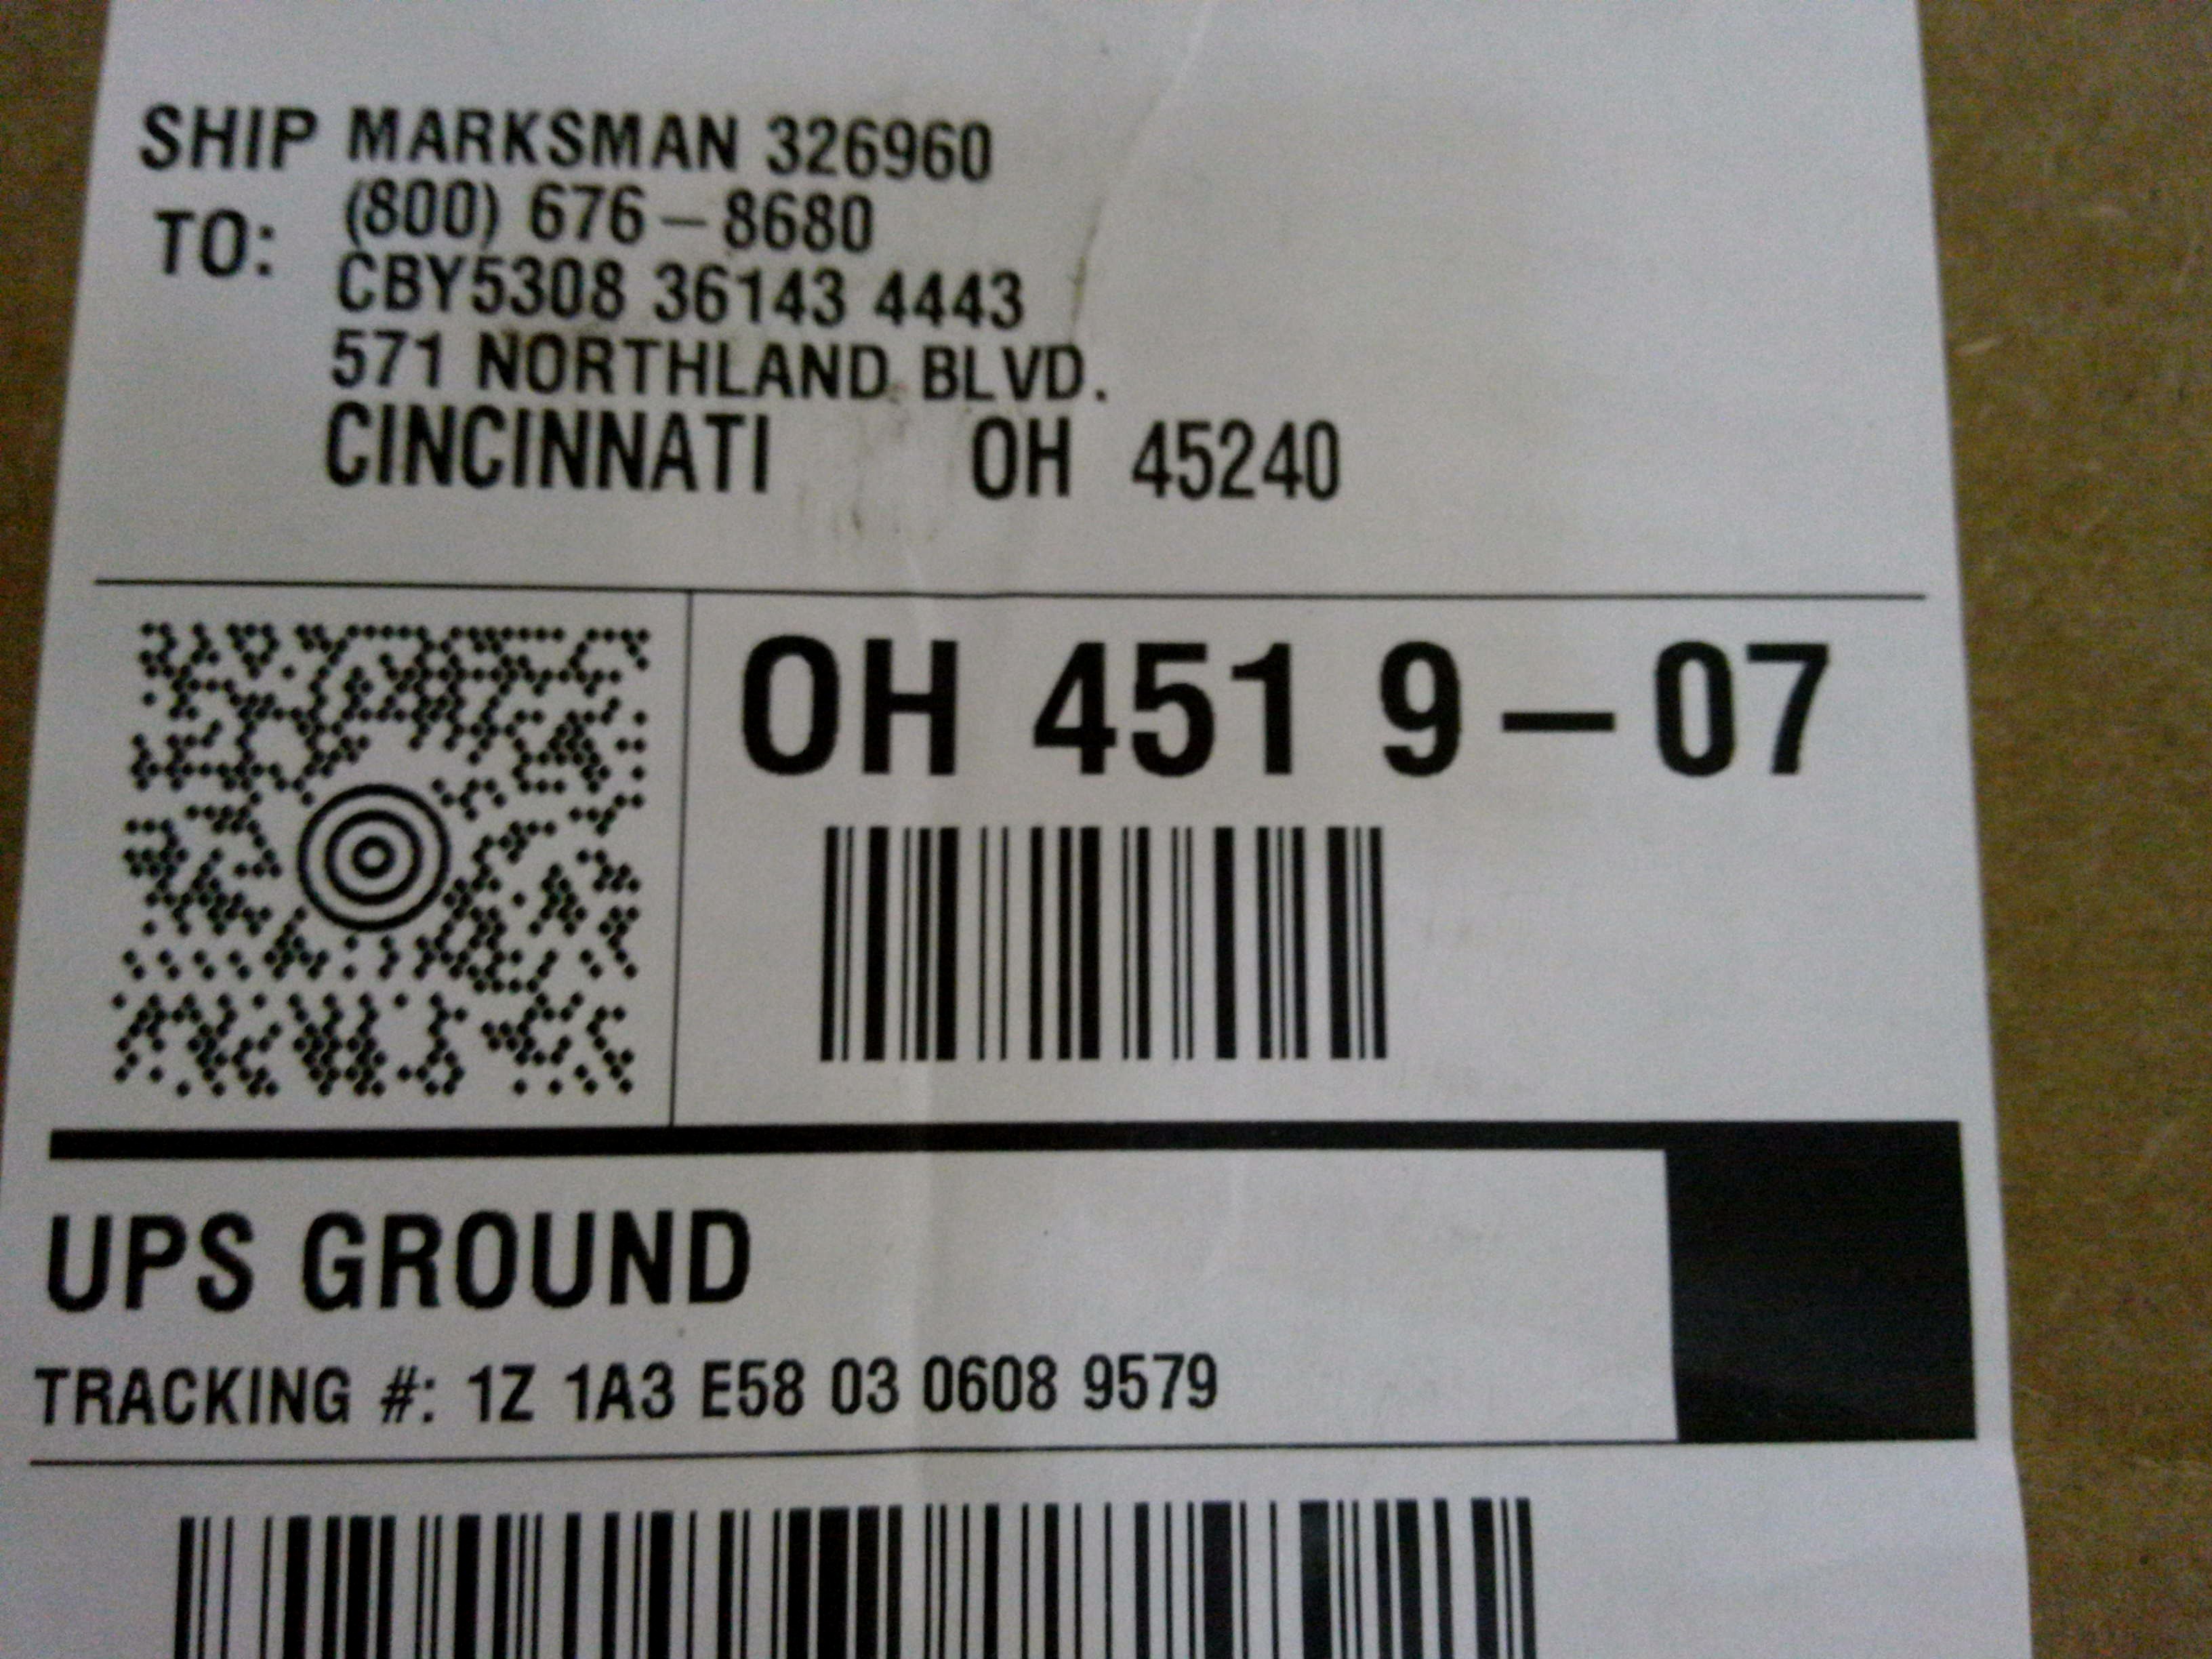 SHIP MARKSMAN 326960
TO: (800) 676-8680
CBY5308 36143 4443
571 NORTHLAND BLVD.
CINCINNATI OH 45240
OH 451 9-07
UPS GROUND
TRACKING #: 1Z 1A3 E58 03 0608 9579